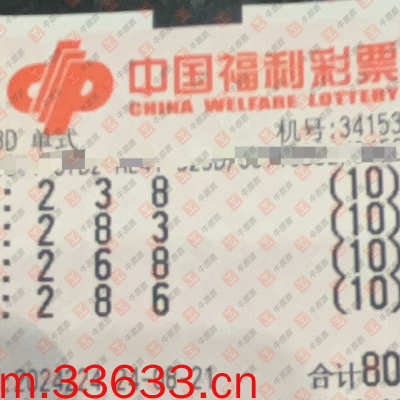 中国福利彩票
CHINA WELFARE LOTTERY
3D 单式 机号:34153
: 2 3 8 (10)
: 2 8 3 (10)
: 2 6 8 (10)
: 2 8 6 (10)
合计80
m.33633.cn